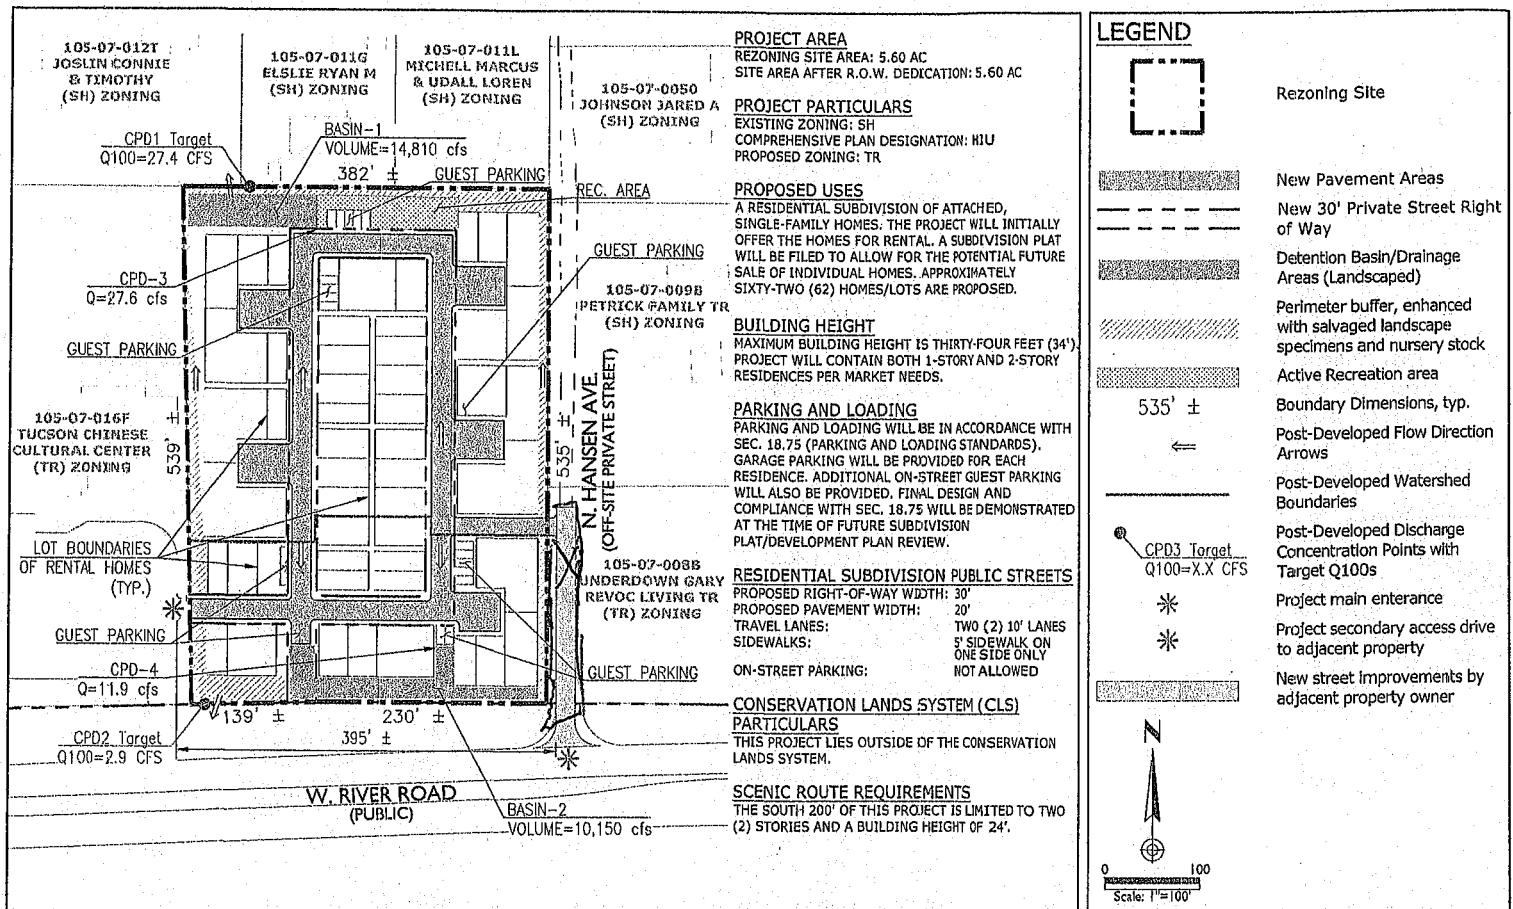 105-07-012T
JOSLIN CONNIE
& TIMOTHY
(SH) ZONING
105-07-011G
ELSLIE RYAN M
(SH) ZONING
105-07-011L
MICHELL MARCUS
& UDALL LOREN
(SH) ZONING
105-07-0050
JOHNSON JARED A
(SH) ZONING
CPD1 Target
Q100=27.4 CFS
BASIN-1
VOLUME=14,810 cfs
382' ±
GUEST PARKING
REC. AREA
GUEST PARKING
CPD-3
Q=27.6 cfs
GUEST PARKING
105-07-009B
PETRICK FAMILY TR
(SH) ZONING
105-07-016F
TUCSON CHINESE
CULTURAL CENTER
(TR) ZONING
539' ±
535' ±
N. HANSEN AVE.
(OFF-SITE PRIVATE STREET)
LOT BOUNDARIES
OF RENTAL HOMES
(TYP.)
105-07-008B
UNDERDOWN GARY
REVOC LIVING TR
(TR) ZONING
GUEST PARKING
CPD-4
Q=11.9 cfs
GUEST PARKING
139' ±
230' ±
395' ±
CPD2 Target
Q100=2.9 CFS
W. RIVER ROAD
(PUBLIC)
BASIN-2
VOLUME=10,150 cfs
PROJECT AREA
REZONING SITE AREA: 5.60 AC
SITE AREA AFTER R.O.W. DEDICATION: 5.60 AC
PROJECT PARTICULARS
EXISTING ZONING: SH
COMPREHENSIVE PLAN DESIGNATION: HIU
PROPOSED ZONING: TR
PROPOSED USES
A RESIDENTIAL SUBDIVISION OF ATTACHED,
SINGLE-FAMILY HOMES. THE PROJECT WILL INITIALLY
OFFER THE HOMES FOR RENTAL. A SUBDIVISION PLAT
WILL BE FILED TO ALLOW FOR THE POTENTIAL FUTURE
SALE OF INDIVIDUAL HOMES. APPROXIMATELY
SIXTY-TWO (62) HOMES/LOTS ARE PROPOSED.
BUILDING HEIGHT
MAXIMUM BUILDING HEIGHT IS THIRTY-FOUR FEET (34').
PROJECT WILL CONTAIN BOTH 1-STORY AND 2-STORY
RESIDENCES PER MARKET NEEDS.
PARKING AND LOADING
PARKING AND LOADING WILL BE IN ACCORDANCE WITH
SEC. 18.75 (PARKING AND LOADING STANDARDS).
GARAGE PARKING WILL BE PROVIDED FOR EACH
RESIDENCE. ADDITIONAL ON-STREET GUEST PARKING
WILL ALSO BE PROVIDED. FINAL DESIGN AND
COMPLIANCE WITH SEC. 18.75 WILL BE DEMONSTRATED
AT THE TIME OF FUTURE SUBDIVISION
PLAT/DEVELOPMENT PLAN REVIEW.
RESIDENTIAL SUBDIVISION PUBLIC STREETS
PROPOSED RIGHT-OF-WAY WIDTH: 30'
PROPOSED PAVEMENT WIDTH: 20'
TRAVEL LANES: TWO (2) 10' LANES
SIDEWALKS: 5' SIDEWALK ON
ONE SIDE ONLY
ON-STREET PARKING: NOT ALLOWED
CONSERVATION LANDS SYSTEM (CLS)
PARTICULARS
THIS PROJECT LIES OUTSIDE OF THE CONSERVATION
LANDS SYSTEM.
SCENIC ROUTE REQUIREMENTS
THE SOUTH 200' OF THIS PROJECT IS LIMITED TO TWO
(2) STORIES AND A BUILDING HEIGHT OF 24'.
LEGEND
Rezoning Site
New Pavement Areas
New 30' Private Street Right
of Way
Detention Basin/Drainage
Areas (Landscaped)
Perimeter buffer, enhanced
with salvaged landscape
specimens and nursery stock
Active Recreation area
535' ±
Boundary Dimensions, typ.
Post-Developed Flow Direction
Arrows
Post-Developed Watershed
Boundaries
CPD3 Target
Q100=X.X CFS
Post-Developed Discharge
Concentration Points with
Target Q100s
Project main enterance
Project secondary access drive
to adjacent property
New street improvements by
adjacent property owner
N
0 100
Scale: 1"=100'